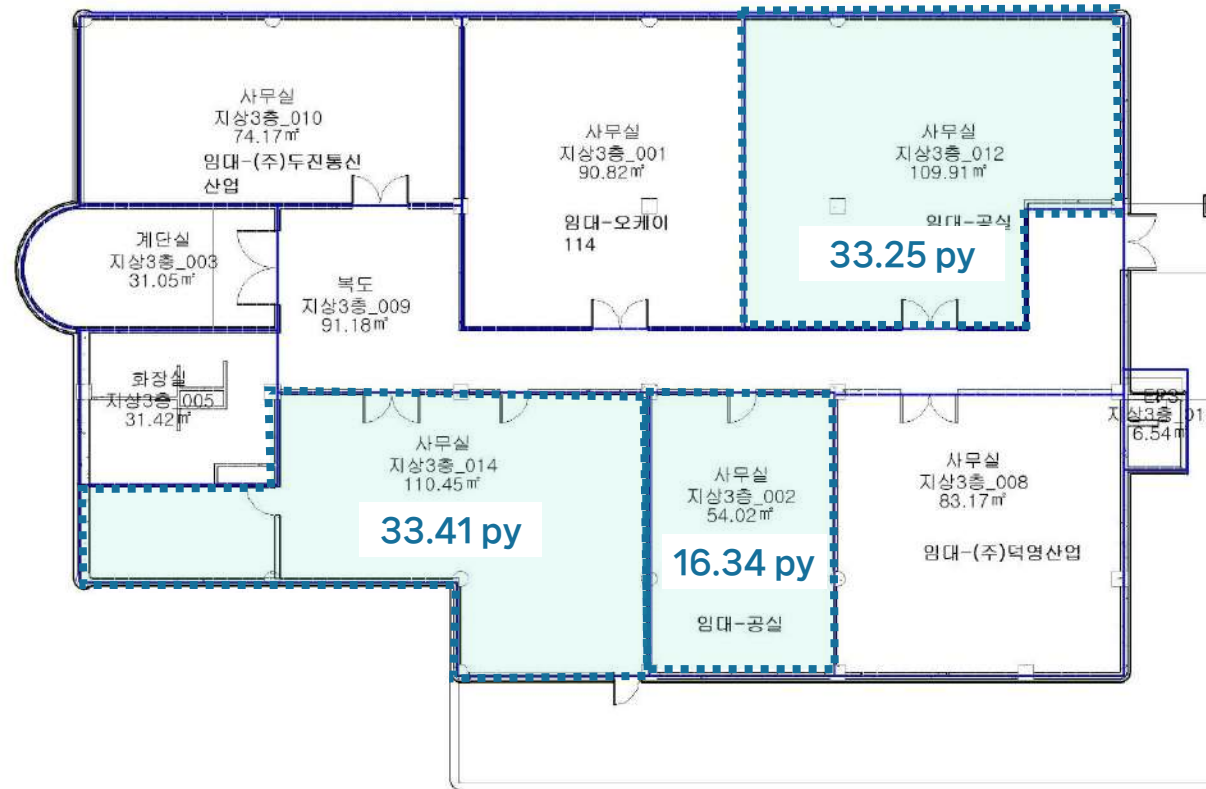 사무실
지상3층_010
74.17㎡
임대-(주)두진통신
산업
사무실
지상3층_001
90.82㎡
임대-오케이
114
사무실
지상3층_012
109.91㎡
임대-공실
33.25 py
계단실
지상3층_003
31.05㎡
복도
지상3층_009
91.18㎡
화장실
지상3층_005
31.42㎡
사무실
지상3층_014
110.45㎡
33.41 py
사무실
지상3층_002
54.02㎡
16.34 py
임대-공실
사무실
지상3층_008
83.17㎡
임대-(주)덕영산업
지상3층_01
6.54㎡